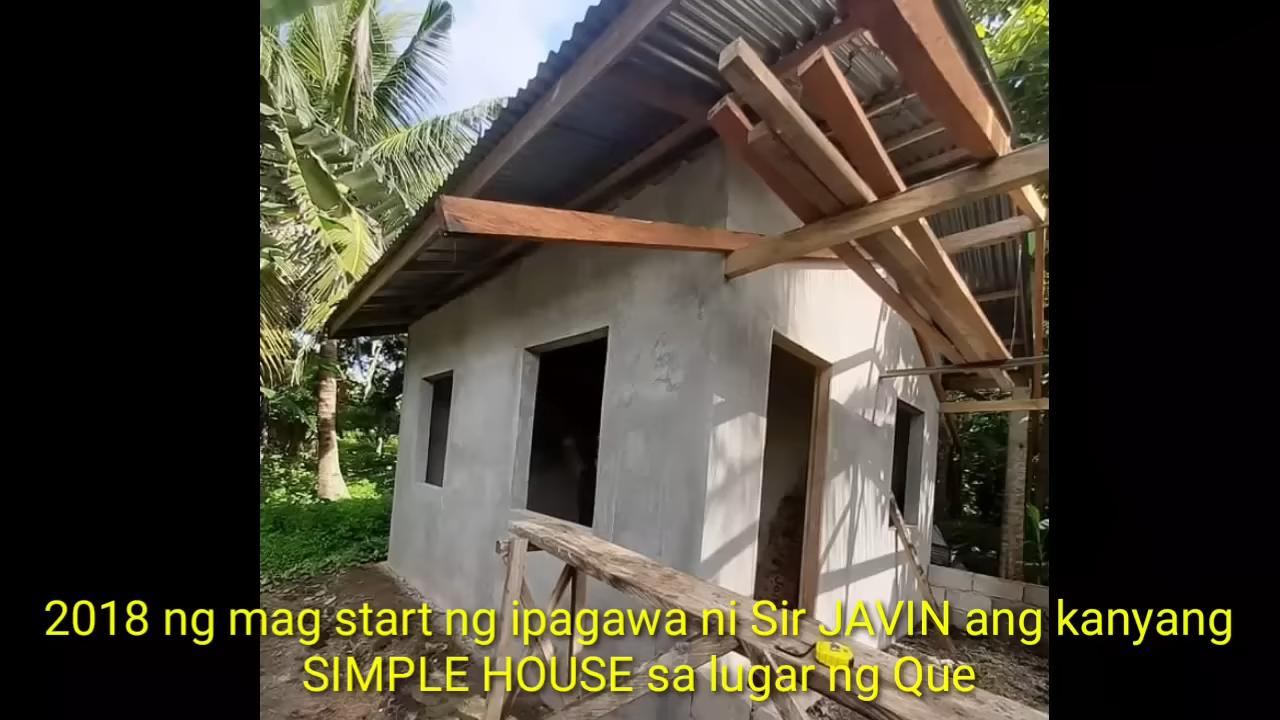 2018 ng mag start ng ipagawa ni Sir JAVIN ang kanyang
SIMPLE HOUSE sa lugar ng Que